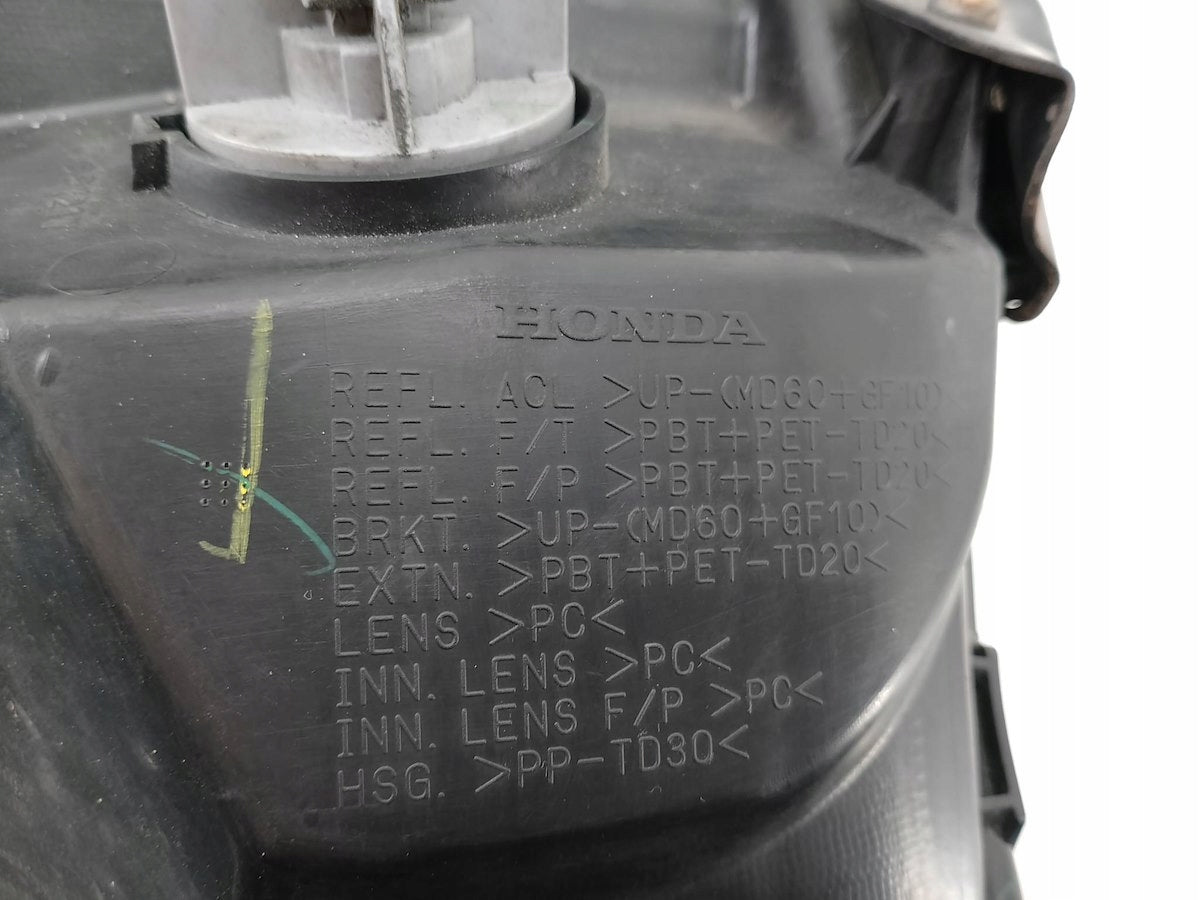 HONDA
REFL. ACL >UP-(MD60+GF10)<
REFL. F/T >PBT+PET-TD20<
REFL. F/P >PBT+PET-TD20<
BRKT. >UP-(MD60+GF10)<
EXTN. >PBT+PET-TD20<
LENS >PC<
INN. LENS >PC<
INN. LENS F/P >PC<
HSG. >PP-TD30<